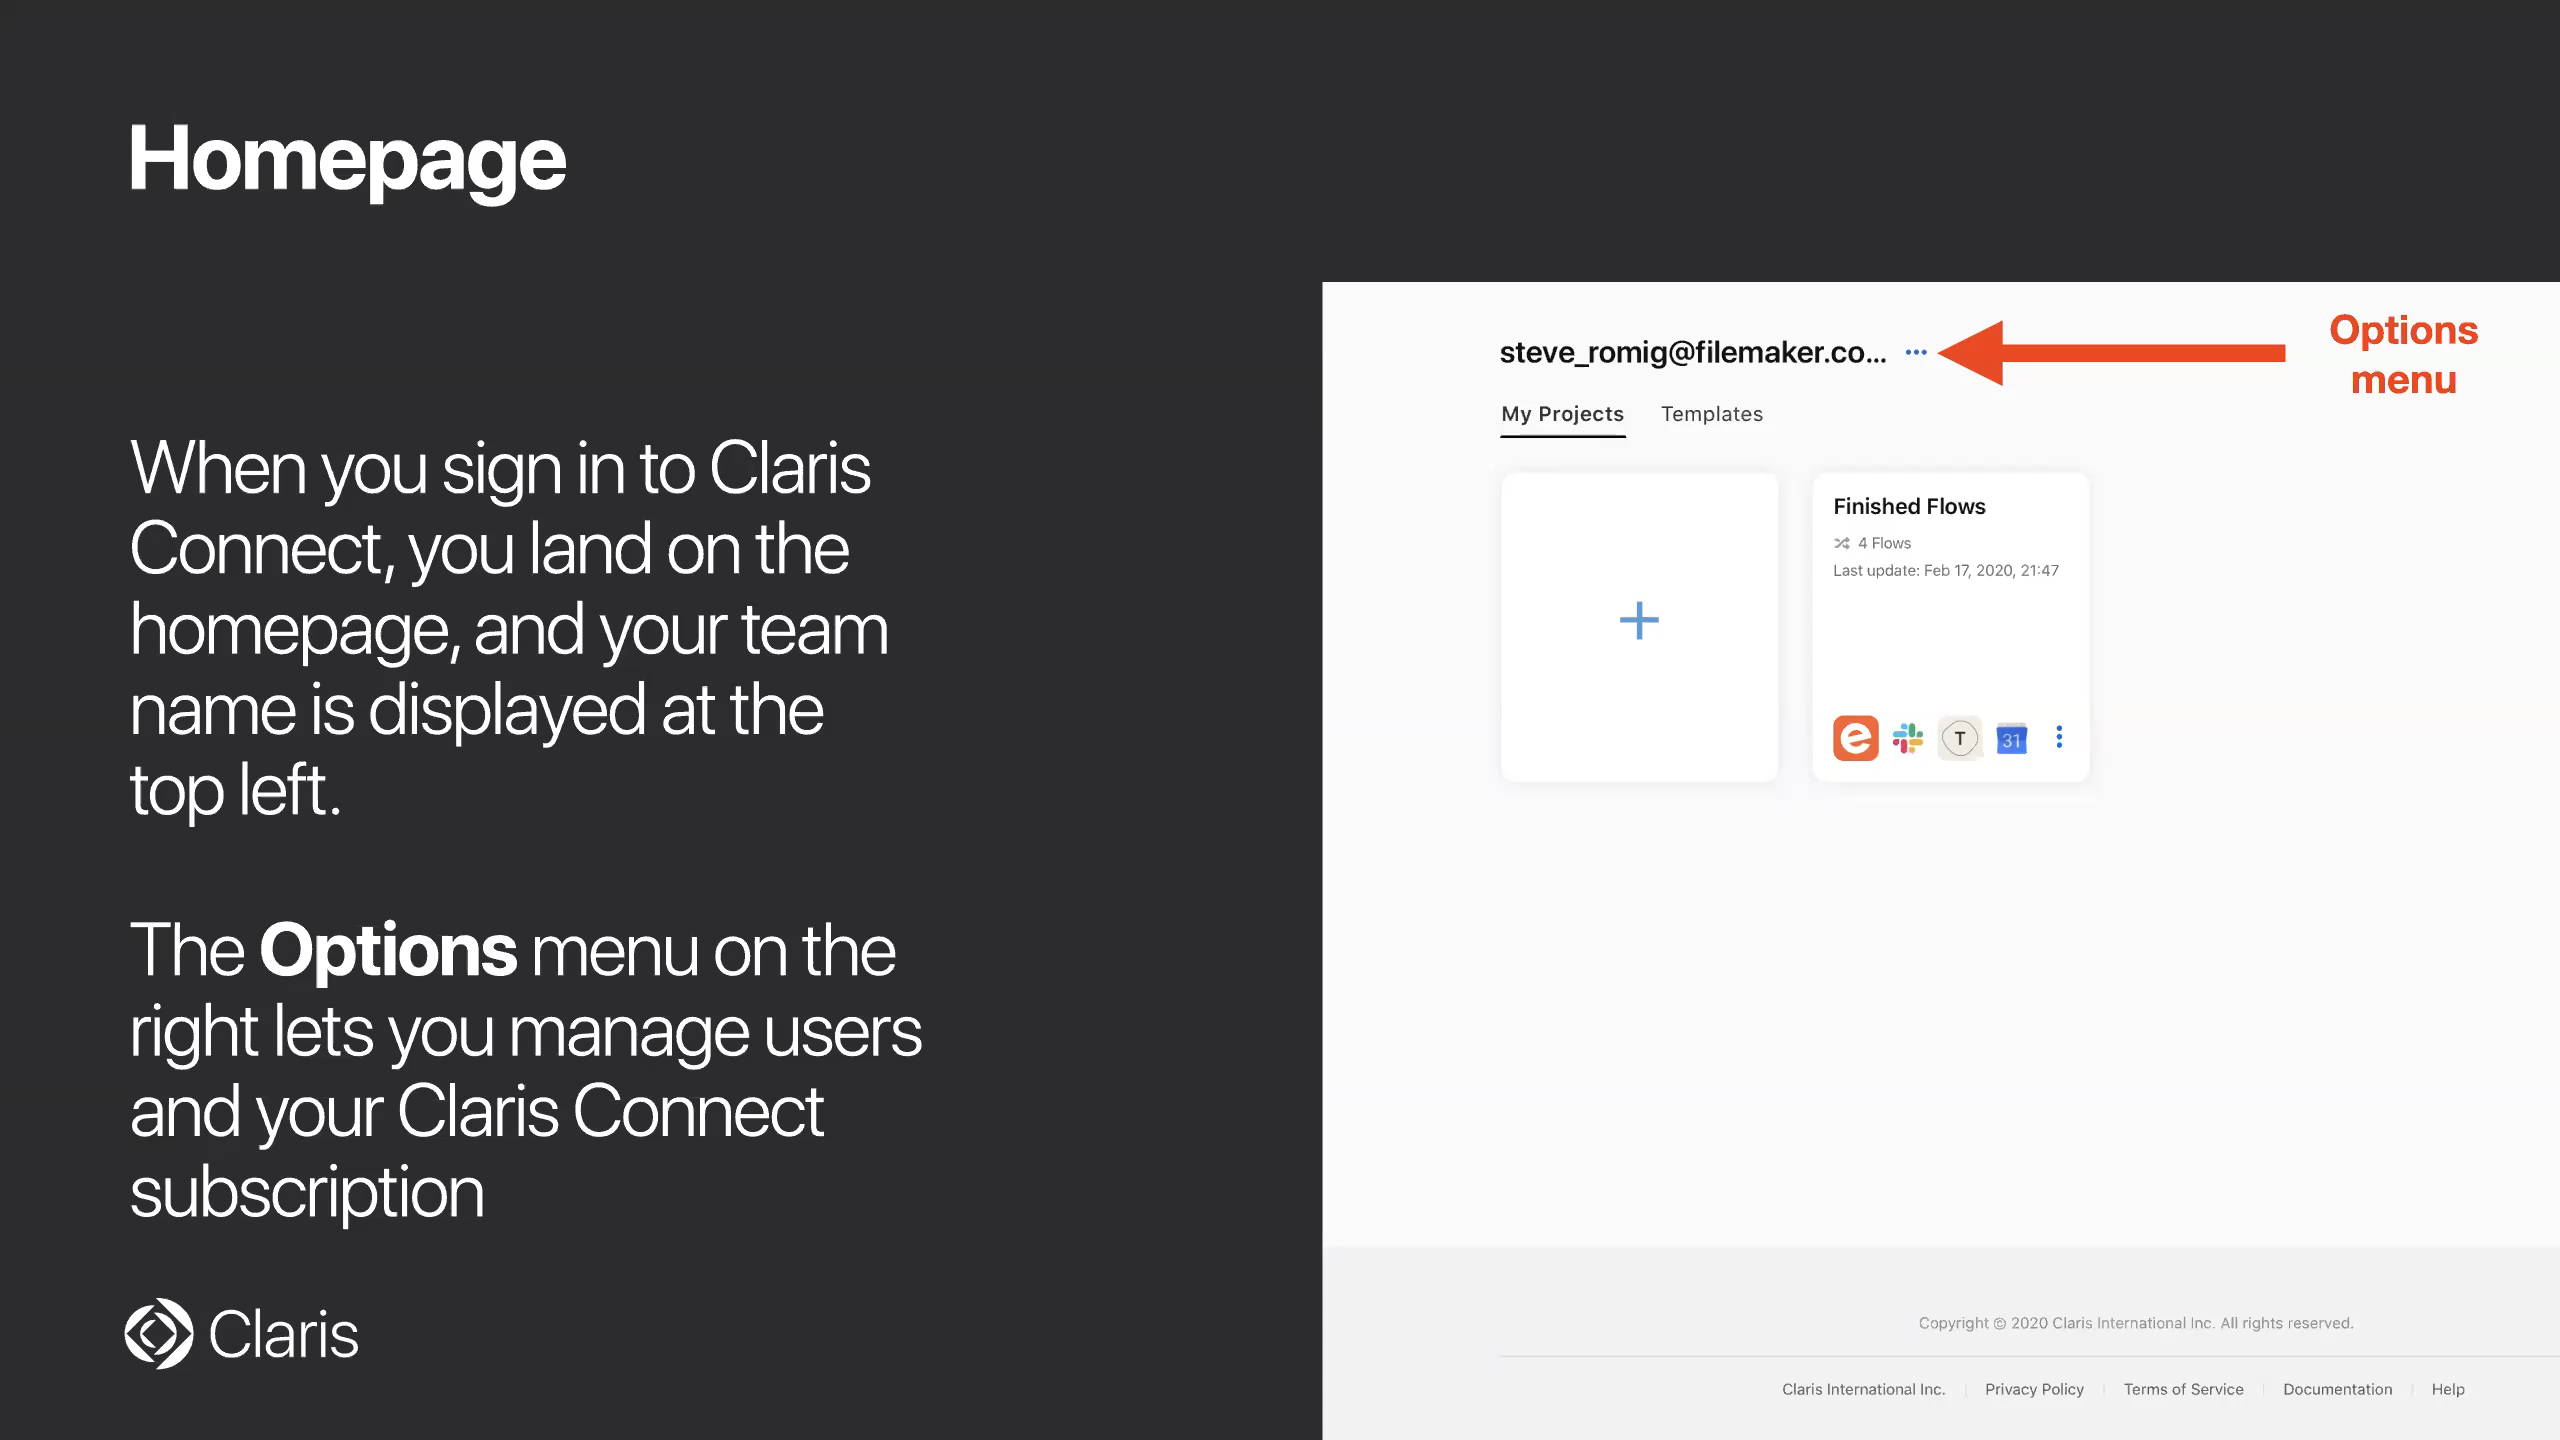 Homepage
When you sign in to Claris
Connect, you land on the
homepage, and your team
name is displayed at the
top left.
The Options menu on the
right lets you manage users
and your Claris Connect
subscription
Claris
steve_romig@filemaker.co...
Options
menu
My Projects Templates
Finished Flows
4 Flows
Last update: Feb 17, 2020, 21:47
e T 31
Copyright © 2020 Claris International Inc. All rights reserved.
Claris International Inc. Privacy Policy Terms of Service Documentation Help